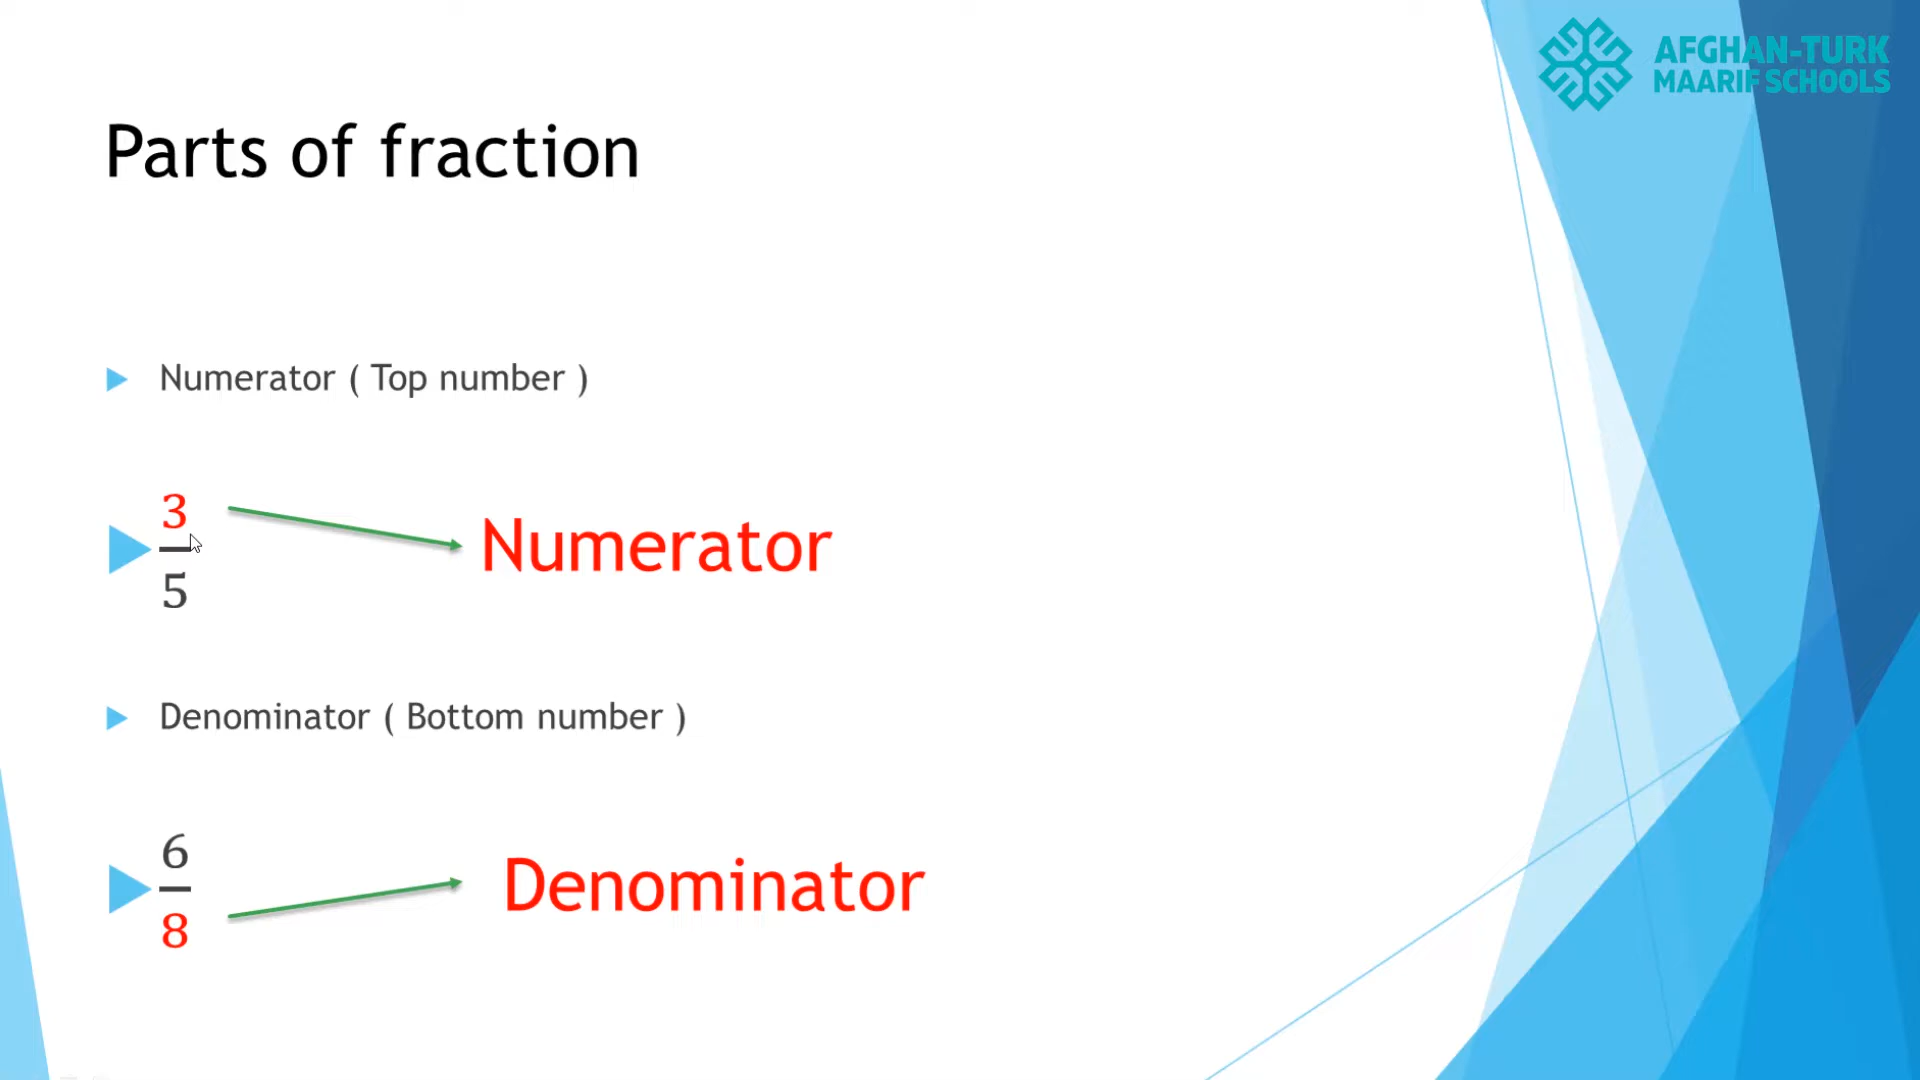 AFGHAN-TURK
MAARIF SCHOOLS
Parts of fraction
Numerator ( Top number )
3
5
Numerator
Denominator ( Bottom number )
6
8
Denominator